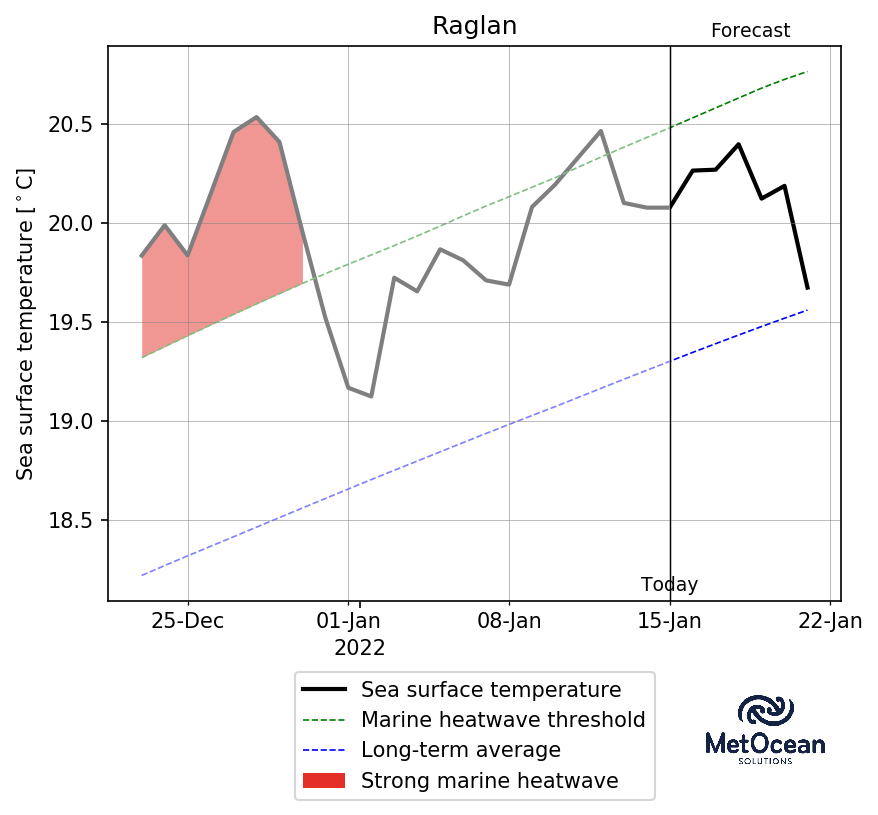 Raglan
Forecast
Sea surface temperature [°C]
20.5
20.0
19.5
19.0
18.5
Today
25-Dec 01-Jan 08-Jan 15-Jan 22-Jan
2022
Sea surface temperature
Marine heatwave threshold
Long-term average
Strong marine heatwave
MetOcean
SOLUTIONS